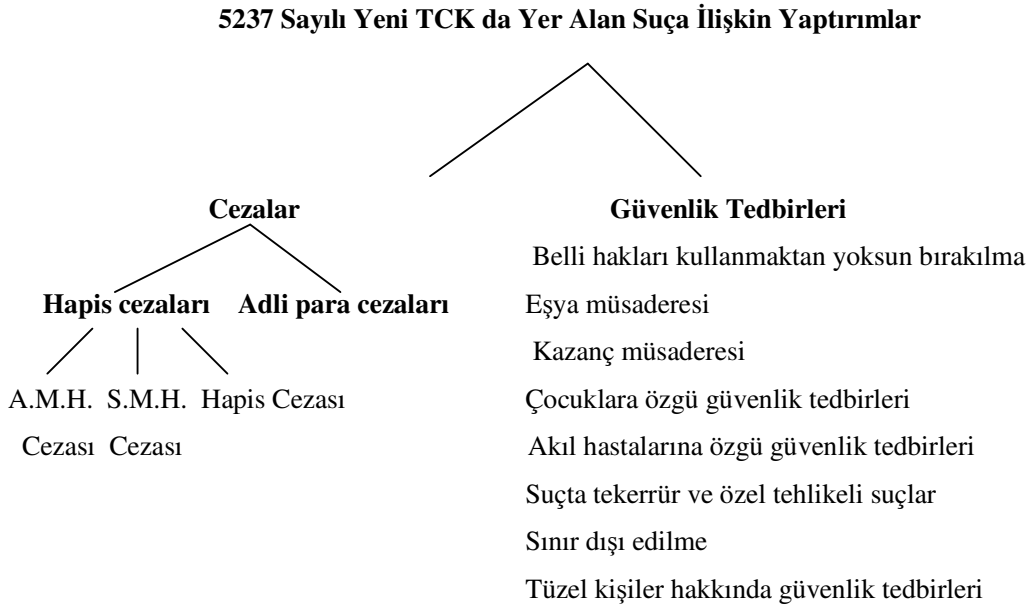 5237 Sayılı Yeni TCK da Yer Alan Suça İlişkin Yaptırımlar
Cezalar
Güvenlik Tedbirleri
Belli hakları kullanmaktan yoksun bırakılma
Hapis cezaları
Adli para cezaları
Eşya müsaderesi
Kazanç müsaderesi
A.M.H. S.M.H. Hapis Cezası
Çocuklara özgü güvenlik tedbirleri
Cezası Cezası
Akıl hastalarına özgü güvenlik tedbirleri
Suçta tekerrür ve özel tehlikeli suçlar
Sınır dışı edilme
Tüzel kişiler hakkında güvenlik tedbirleri